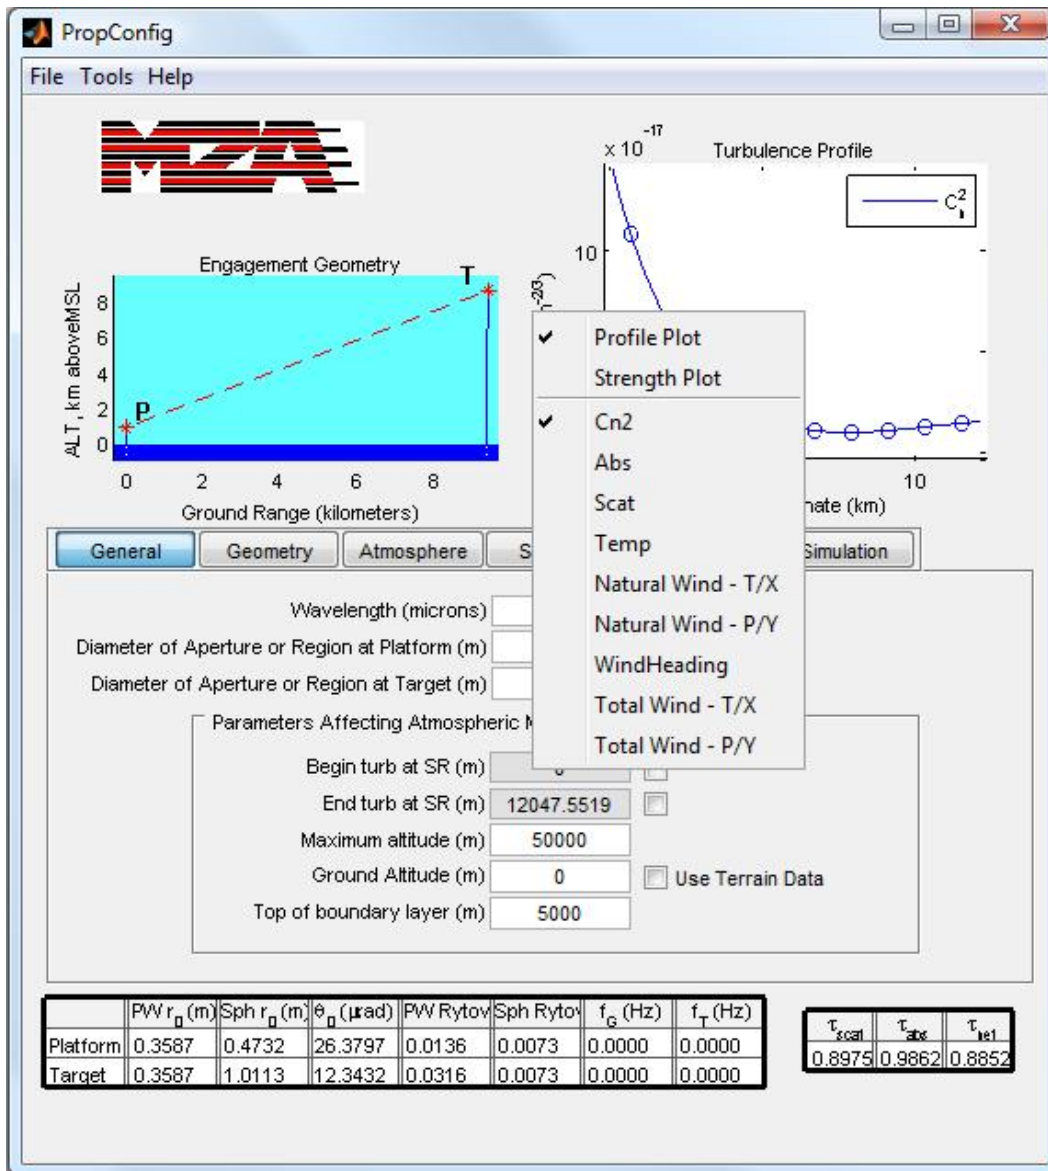 PropConfig
File Tools Help
MZA
× 10
-17
Turbulence Profile
C²
10
Engagement Geometry
ALT, km aboveMSL
8
6
4
2
0
T
P
0 2 4 6 8
Ground Range (kilometers)
10
Profile Plot
Strength Plot
Cn2
Abs
Scat
Temp
Natural Wind - T/X
Natural Wind - P/Y
WindHeading
Total Wind - T/X
Total Wind - P/Y
General Geometry Atmosphere S Simulation
Wavelength (microns)
Diameter of Aperture or Region at Platform (m)
Diameter of Aperture or Region at Target (m)
Parameters Affecting Atmospheric
Begin turb at SR (m)
End turb at SR (m) 12047.5519
Maximum altitude (m) 50000
Ground Altitude (m) 0 Use Terrain Data
Top of boundary layer (m) 5000
PW r₀ (m) Sph r₀ (m) θ₀ (μrad) PW Rytov Sph Rytov f_G (Hz) f_T (Hz)
Platform 0.3587 0.4732 26.3797 0.0136 0.0073 0.0000 0.0000
Target 0.3587 1.0113 12.3432 0.0316 0.0073 0.0000 0.0000
τ_scat τ_abs
0.8975 0.9862 0.8852